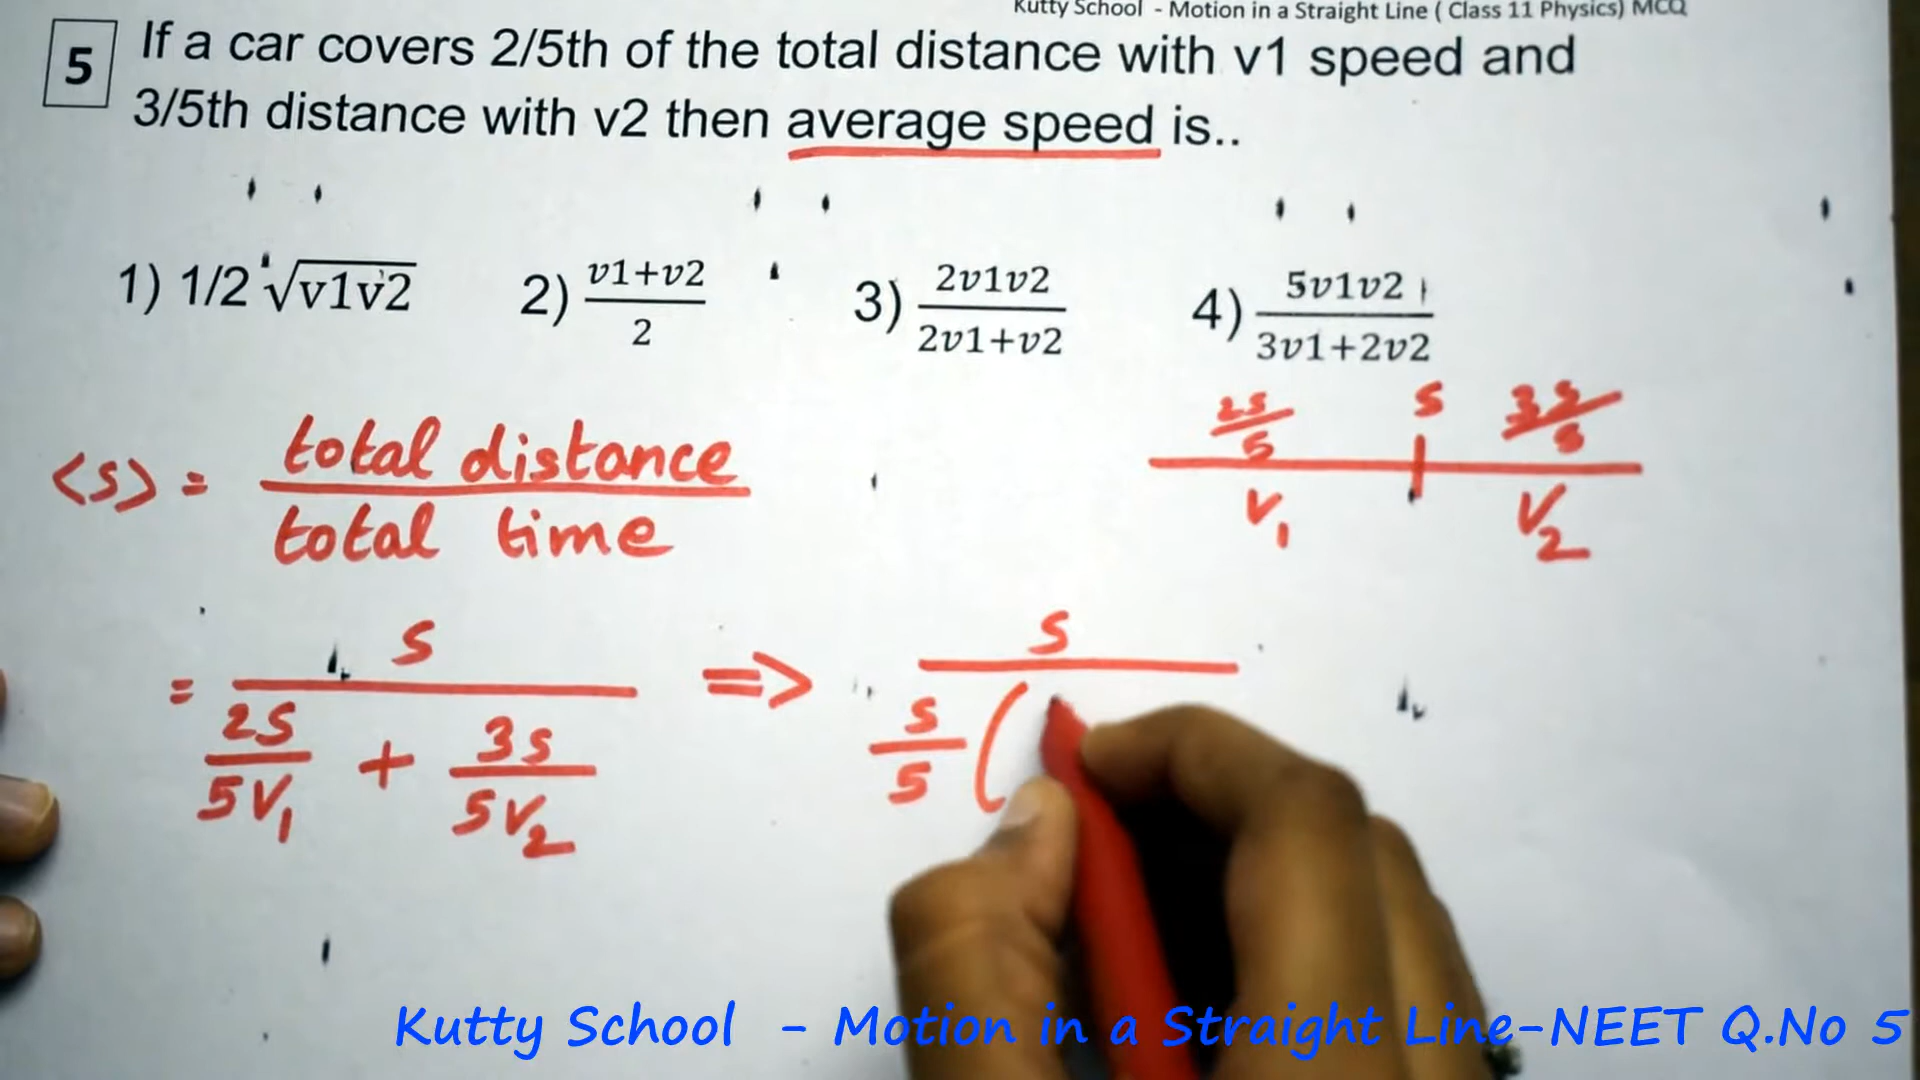 Kutty School - Motion in a Straight Line ( Class 11 Physics) MCQ
5 If a car covers 2/5th of the total distance with v1 speed and
3/5th distance with v2 then average speed is..
1) 1/2 √v1v2 2) v1+v2/2 3) 2v1v2/2v1+v2 4) 5v1v2/3v1+2v2
2s/5 s 3s/5
V1 V2
<s> = total distance
total time
= s => s
2s/5V1 + 3s/5V2 s/5 (
Kutty School - Motion in a Straight Line-NEET Q.No 5